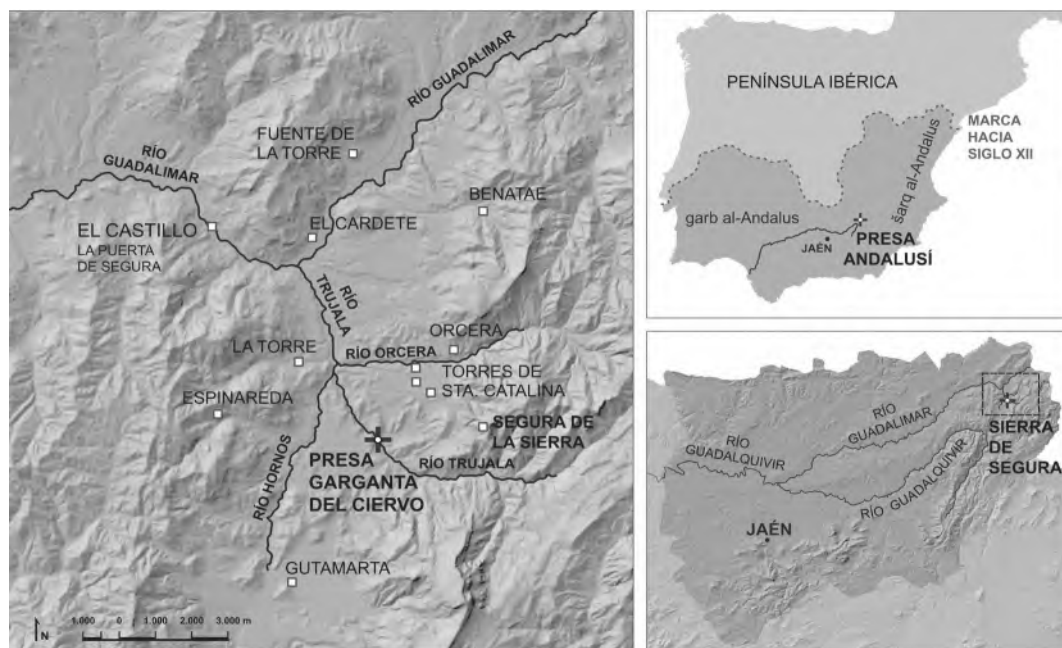 RÍO GUADALIMAR
FUENTE DE
LA TORRE
RÍO
GUADALIMAR
BENATAE
EL CASTILLO
LA PUERTA
DE SEGURA
EL CARDETE
RÍO
TRUJALA
ORCERA
RÍO ORCERA
LA TORRE
TORRES DE
STA. CATALINA
ESPINAREDA
SEGURA DE
LA SIERRA
RÍO TRUJALA
PRESA
GARGANTA
DEL CIERVO
RÍO HORNOS
GUTAMARTA
N
1.000 0 1.000 2.000 3.000 m
PENÍNSULA IBÉRICA
MARCA
HACIA
SIGLO XII
garb al-Andalus
šarq al-Andalus
JAÉN
PRESA
ANDALUSÍ
RÍO
GUADALQUIVIR
RÍO
GUADALIMAR
RÍO GUADALQUIVIR
SIERRA
DE
SEGURA
JAÉN